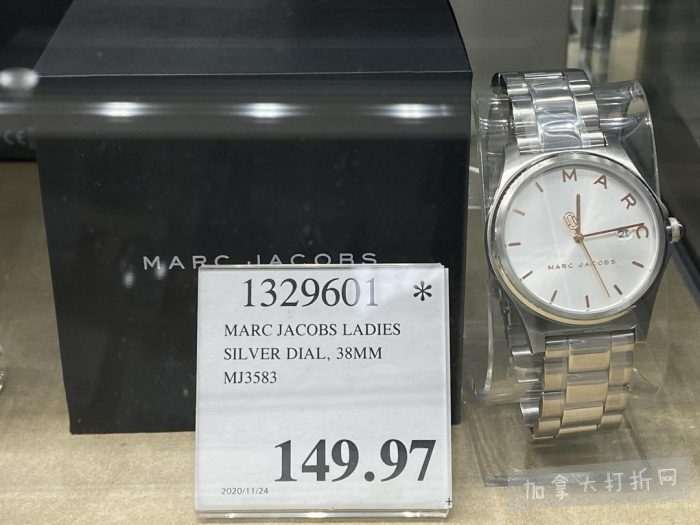 MARC JACOBS
1329601 *
MARC JACOBS LADIES
SILVER DIAL, 38MM
MJ3583
149.97
2020/11/24
+
MARC
MARC JACOBS
加拿大打折网